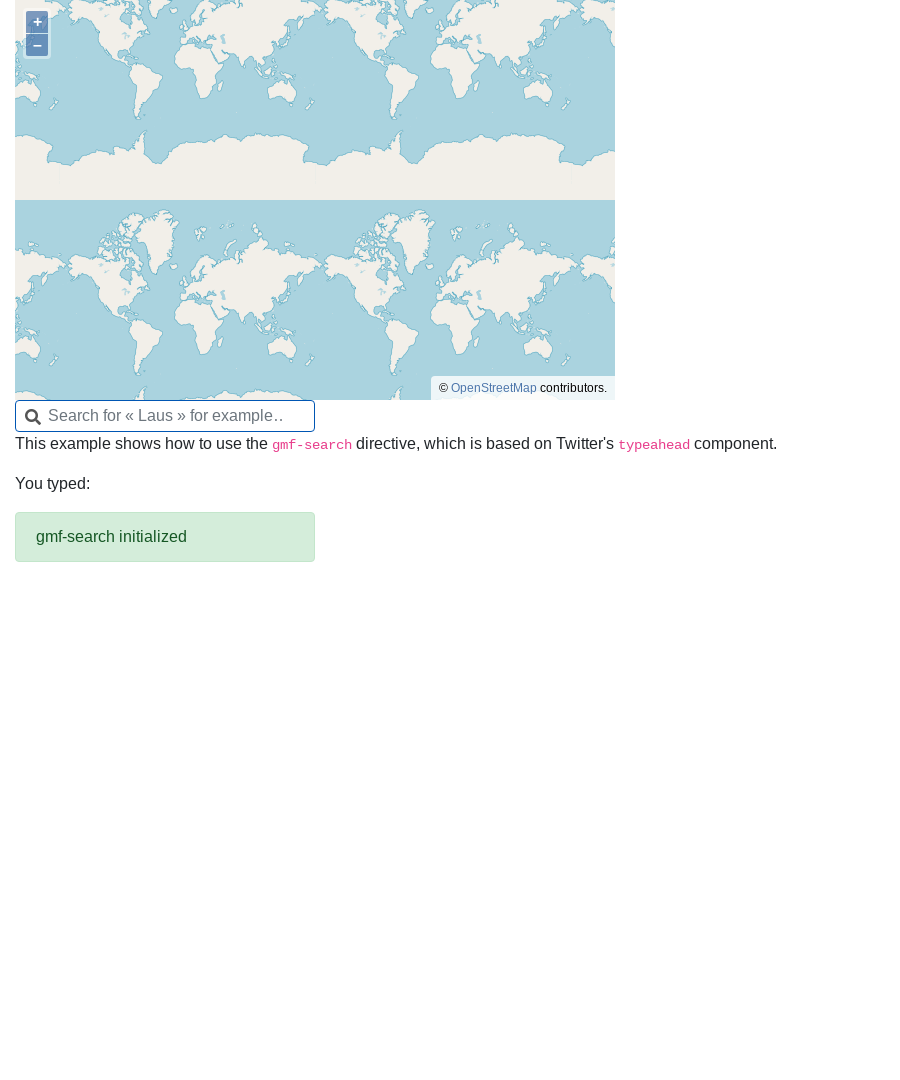 +
−
© OpenStreetMap contributors.
Search for « Laus » for example‥
This example shows how to use the gmf-search directive, which is based on Twitter's typeahead component.
You typed:
gmf-search initialized